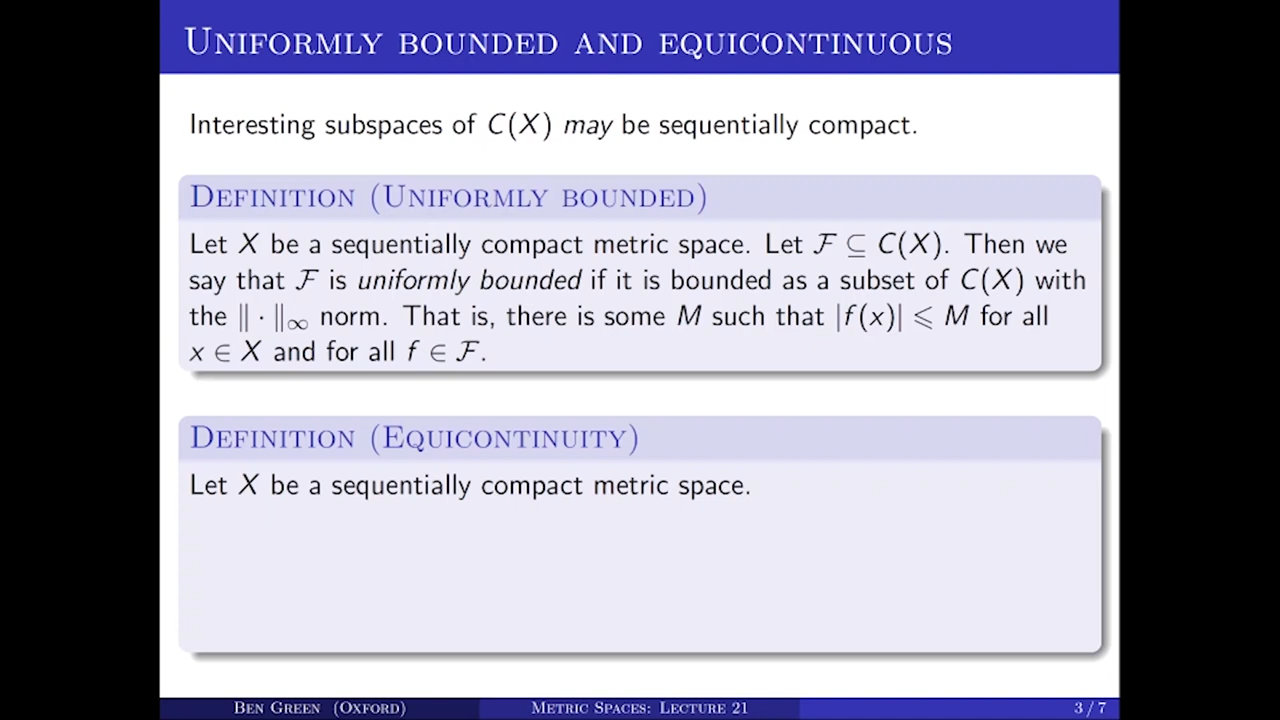 Uniformly bounded and equicontinuous
Interesting subspaces of C(X) may be sequentially compact.
Definition (Uniformly bounded)
Let X be a sequentially compact metric space. Let ℱ ⊆ C(X). Then we
say that ℱ is uniformly bounded if it is bounded as a subset of C(X) with
the ‖ · ‖∞ norm. That is, there is some M such that |f(x)| ⩽ M for all
x ∈ X and for all f ∈ ℱ.
Definition (Equicontinuity)
Let X be a sequentially compact metric space.
Ben Green (Oxford) Metric Spaces: Lecture 21 3 / 7